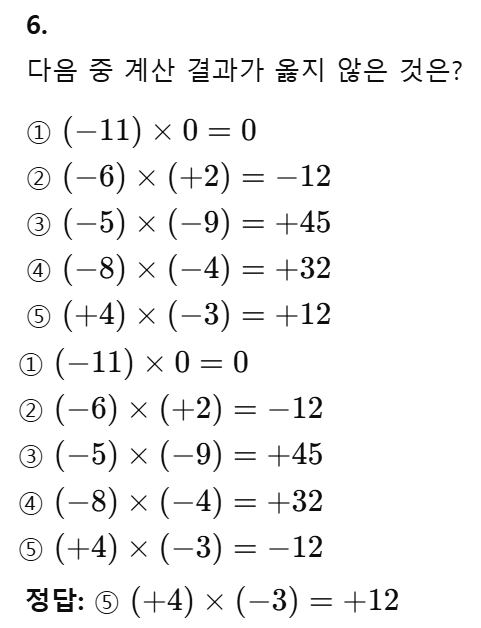 6.
다음 중 계산 결과가 옳지 않은 것은?
① (−11) × 0 = 0
② (−6) × (+2) = −12
③ (−5) × (−9) = +45
④ (−8) × (−4) = +32
⑤ (+4) × (−3) = +12
① (−11) × 0 = 0
② (−6) × (+2) = −12
③ (−5) × (−9) = +45
④ (−8) × (−4) = +32
⑤ (+4) × (−3) = −12
정답: ⑤ (+4) × (−3) = +12